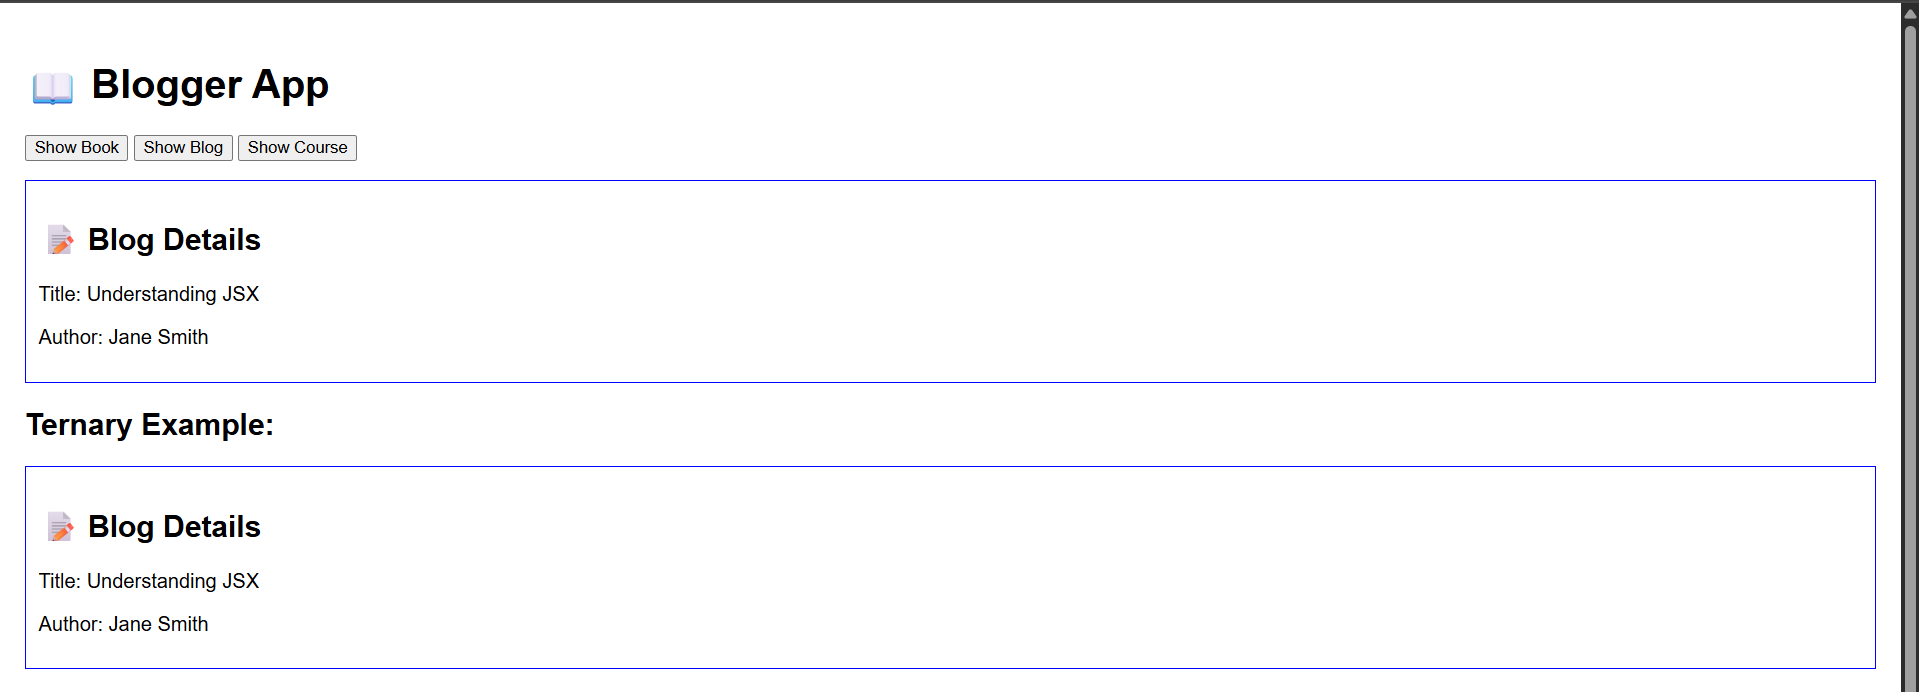 📖 Blogger App
Show Book Show Blog Show Course
📝 Blog Details
Title: Understanding JSX
Author: Jane Smith
Ternary Example:
📝 Blog Details
Title: Understanding JSX
Author: Jane Smith